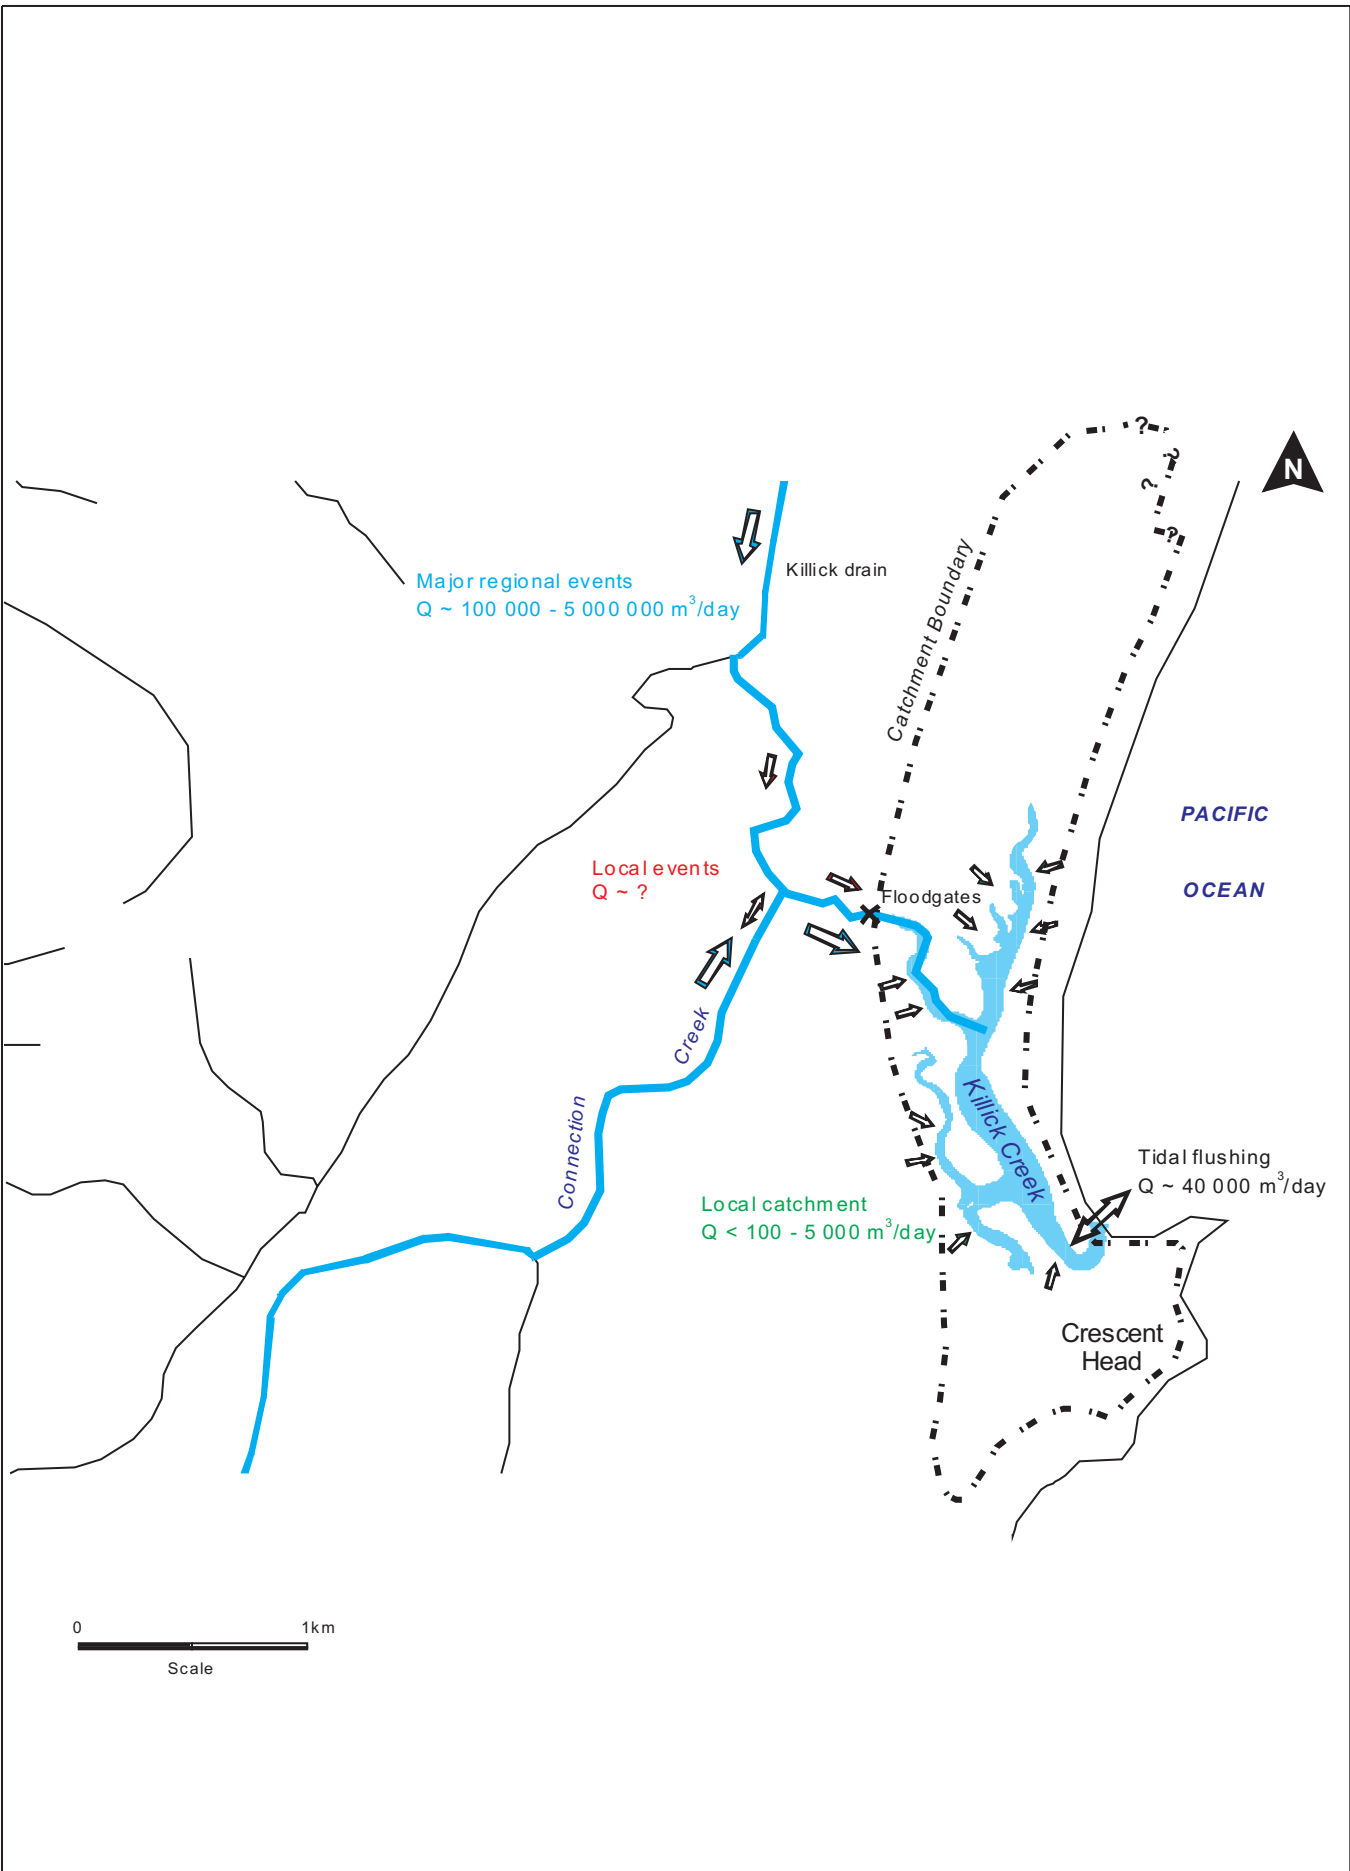 ?
?
?
?
N
Killick drain
Major regional events
Q ~ 100 000 - 5 000 000 m³/day
Catchment Boundary
PACIFIC
OCEAN
Local events
Q ~ ?
Floodgates
Creek
Connection
Killick Creek
Tidal flushing
Q ~ 40 000 m³/day
Local catchment
Q < 100 - 5 000 m³/day
Crescent
Head
0 1km
Scale